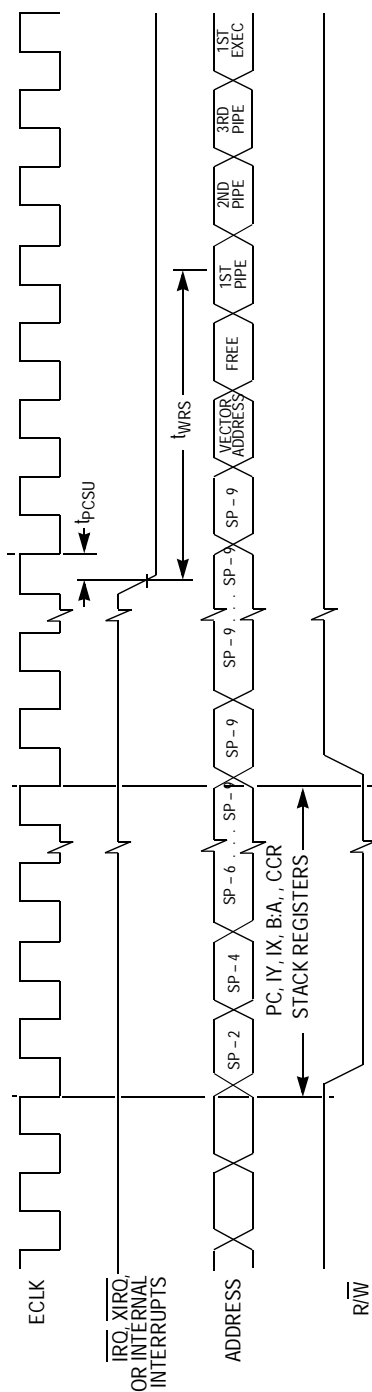 ECLK
tPCSU
IRQ, XIRQ,
OR INTERNAL
INTERRUPTS
tWRS
ADDRESS
SP – 2
SP – 4
SP – 6 . . . . SP – 9
SP – 9
SP – 9 . . . . SP – 9
SP – 9
VECTOR
ADDRESS
FREE
1ST
PIPE
2ND
PIPE
3RD
PIPE
1ST
EXEC
PC, IY, IX, B:A, , CCR
STACK REGISTERS
R/W